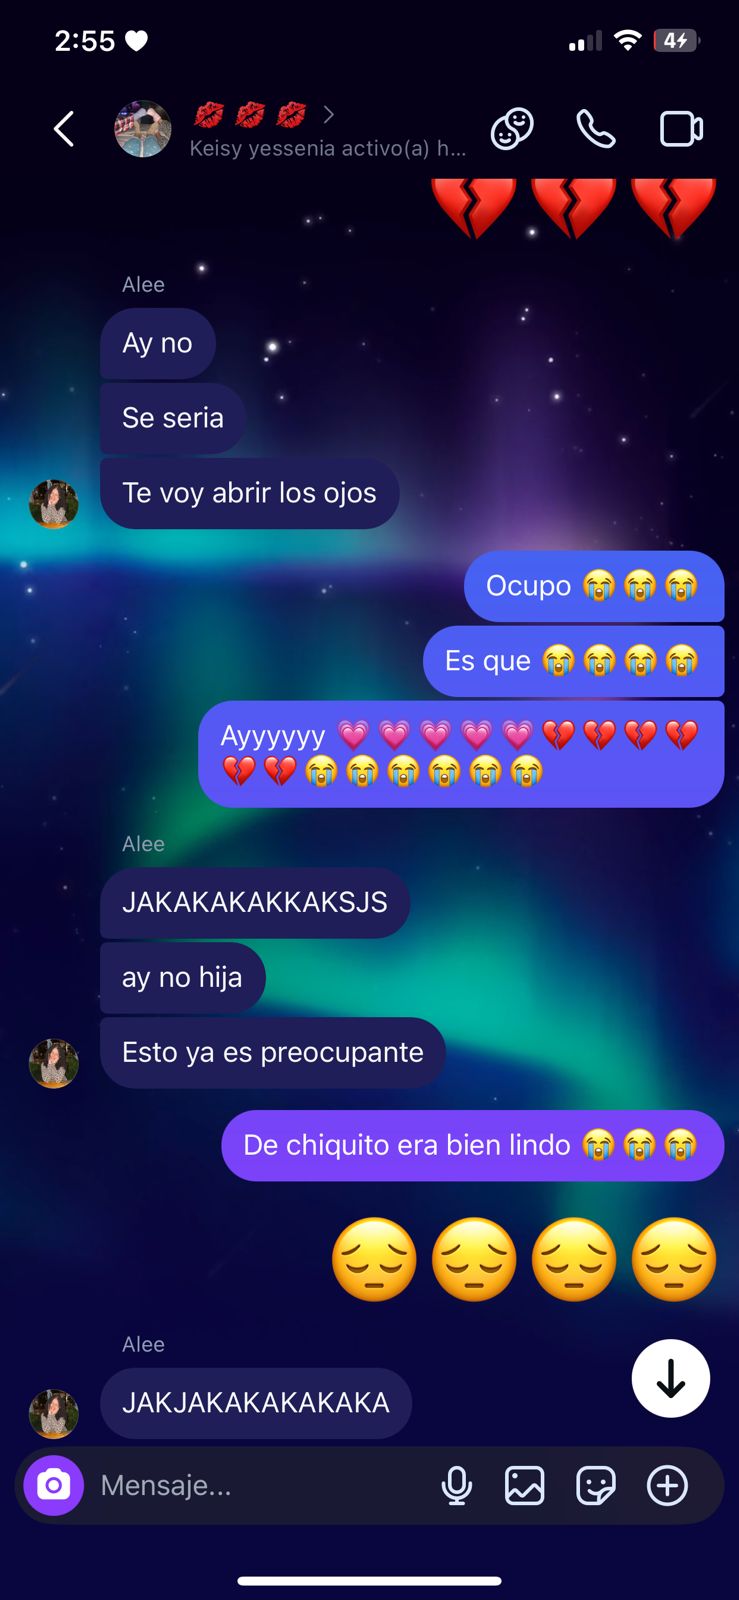 2:55
4
💋 💋 💋
Keisy yessenia activo(a) h...
💔 💔 💔
Alee
Ay no
Se seria
Te voy abrir los ojos
Ocupo 😭 😭 😭
Es que 😭 😭 😭 😭
Ayyyyyy 💗 💗 💗 💗 💗 💔 💔 💔 💔
💔 💔 😭 😭 😭 😭 😭 😭
Alee
JAKAKAKAKKAKSJS
ay no hija
Esto ya es preocupante
De chiquito era bien lindo 😭 😭 😭
😔 😔 😔 😔
Alee
JAKJAKAKAKAKAKA
Mensaje...